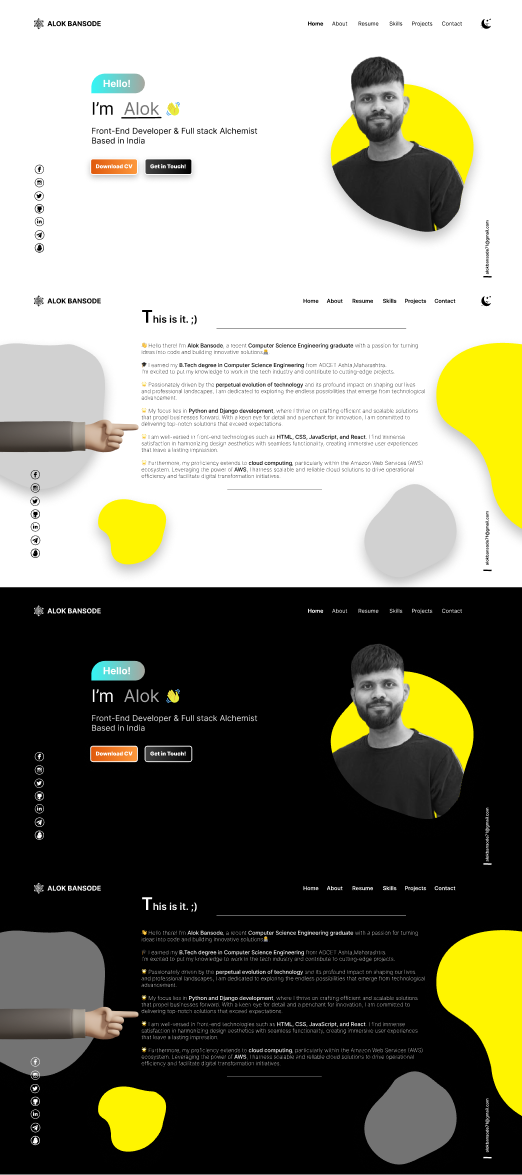 ALOK BANSODE
Home About Resume Skills Projects Contact
Hello!
I'm Alok
Front-End Developer & Full stack Alchemist
Based in India
Download CV Get in Touch!
alokbansode71@gmail.com
ALOK BANSODE
Home About Resume Skills Projects Contact
This is it. ;)
Hello there! I'm Alok Bansode, a recent Computer Science Engineering graduate with a passion for turning
ideas into code and building innovative solutions
I earned my B.Tech degree in Computer Science Engineering from ADCET Ashta,Maharashtra.
I'm excited to put my knowledge to work in the tech industry and contribute to cutting-edge projects.
Passionately driven by the perpetual evolution of technology and its profound impact on shaping our lives
and professional landscapes, I am dedicated to exploring the endless possibilities that emerge from technological
advancement.
My focus lies in Python and Django development, where I thrive on crafting efficient and scalable solutions
that propel businesses forward. With a keen eye for detail and a penchant for innovation, I am committed to
delivering top-notch solutions that exceed expectations.
I am well-versed in front-end technologies such as HTML, CSS, JavaScript, and React. I find immense
satisfaction in harmonizing design aesthetics with seamless functionality, creating immersive user experiences
that leave a lasting impression.
Furthermore, my proficiency extends to cloud computing, particularly within the Amazon Web Services (AWS)
ecosystem. Leveraging the power of AWS, I harness scalable and reliable cloud solutions to drive operational
efficiency and facilitate digital transformation initiatives.
alokbansode71@gmail.com
ALOK BANSODE
Home About Resume Skills Projects Contact
Hello!
I'm Alok
Front-End Developer & Full stack Alchemist
Based in India
Download CV Get in Touch!
alokbansode71@gmail.com
ALOK BANSODE
Home About Resume Skills Projects Contact
This is it. ;)
Hello there! I'm Alok Bansode, a recent Computer Science Engineering graduate with a passion for turning
ideas into code and building innovative solutions
I earned my B.Tech degree in Computer Science Engineering from ADCET Ashta,Maharashtra.
I'm excited to put my knowledge to work in the tech industry and contribute to cutting-edge projects.
Passionately driven by the perpetual evolution of technology and its profound impact on shaping our lives
and professional landscapes, I am dedicated to exploring the endless possibilities that emerge from technological
advancement.
My focus lies in Python and Django development, where I thrive on crafting efficient and scalable solutions
that propel businesses forward. With a keen eye for detail and a penchant for innovation, I am committed to
delivering top-notch solutions that exceed expectations.
I am well-versed in front-end technologies such as HTML, CSS, JavaScript, and React. I find immense
satisfaction in harmonizing design aesthetics with seamless functionality, creating immersive user experiences
that leave a lasting impression.
Furthermore, my proficiency extends to cloud computing, particularly within the Amazon Web Services (AWS)
ecosystem. Leveraging the power of AWS, I harness scalable and reliable cloud solutions to drive operational
efficiency and facilitate digital transformation initiatives.
alokbansode71@gmail.com